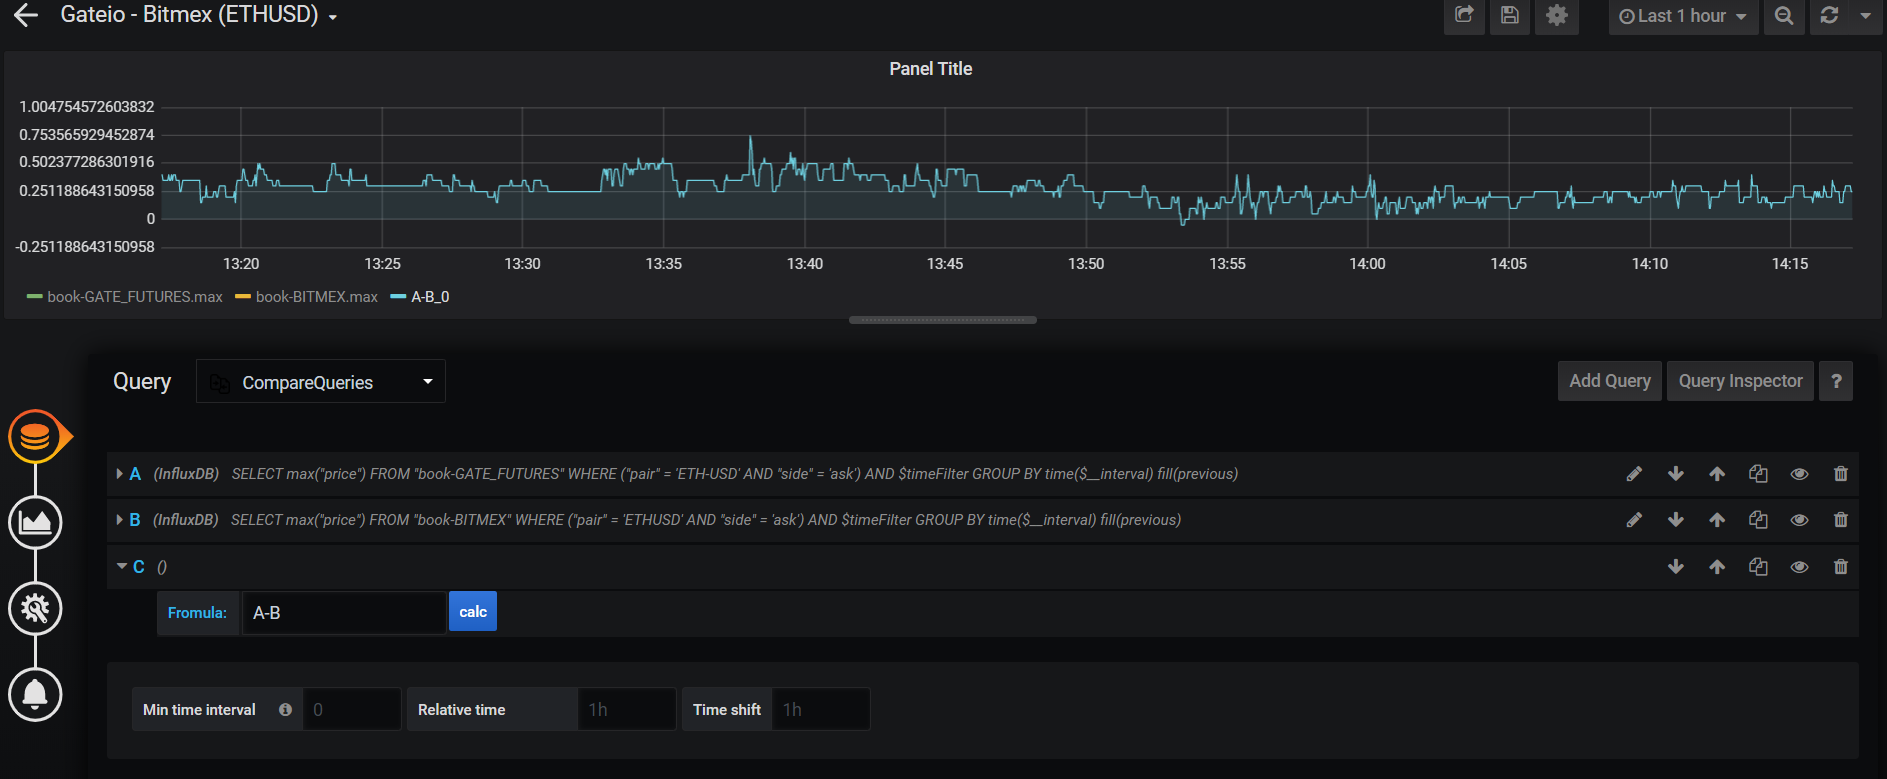 Gateio - Bitmex (ETHUSD)
Last 1 hour
Panel Title
1.004754572603832
0.753565929452874
0.502377286301916
0.251188643150958
0
-0.251188643150958
13:20 13:25 13:30 13:35 13:40 13:45 13:50 13:55 14:00 14:05 14:10 14:15
book-GATE_FUTURES.max book-BITMEX.max A-B_0
Query CompareQueries Add Query Query Inspector ?
A (InfluxDB) SELECT max("price") FROM "book-GATE_FUTURES" WHERE ("pair" = 'ETH-USD' AND "side" = 'ask') AND $timeFilter GROUP BY time($__interval) fill(previous)
B (InfluxDB) SELECT max("price") FROM "book-BITMEX" WHERE ("pair" = 'ETHUSD' AND "side" = 'ask') AND $timeFilter GROUP BY time($__interval) fill(previous)
C ()
Fromula: A-B calc
Min time interval 0 Relative time 1h Time shift 1h